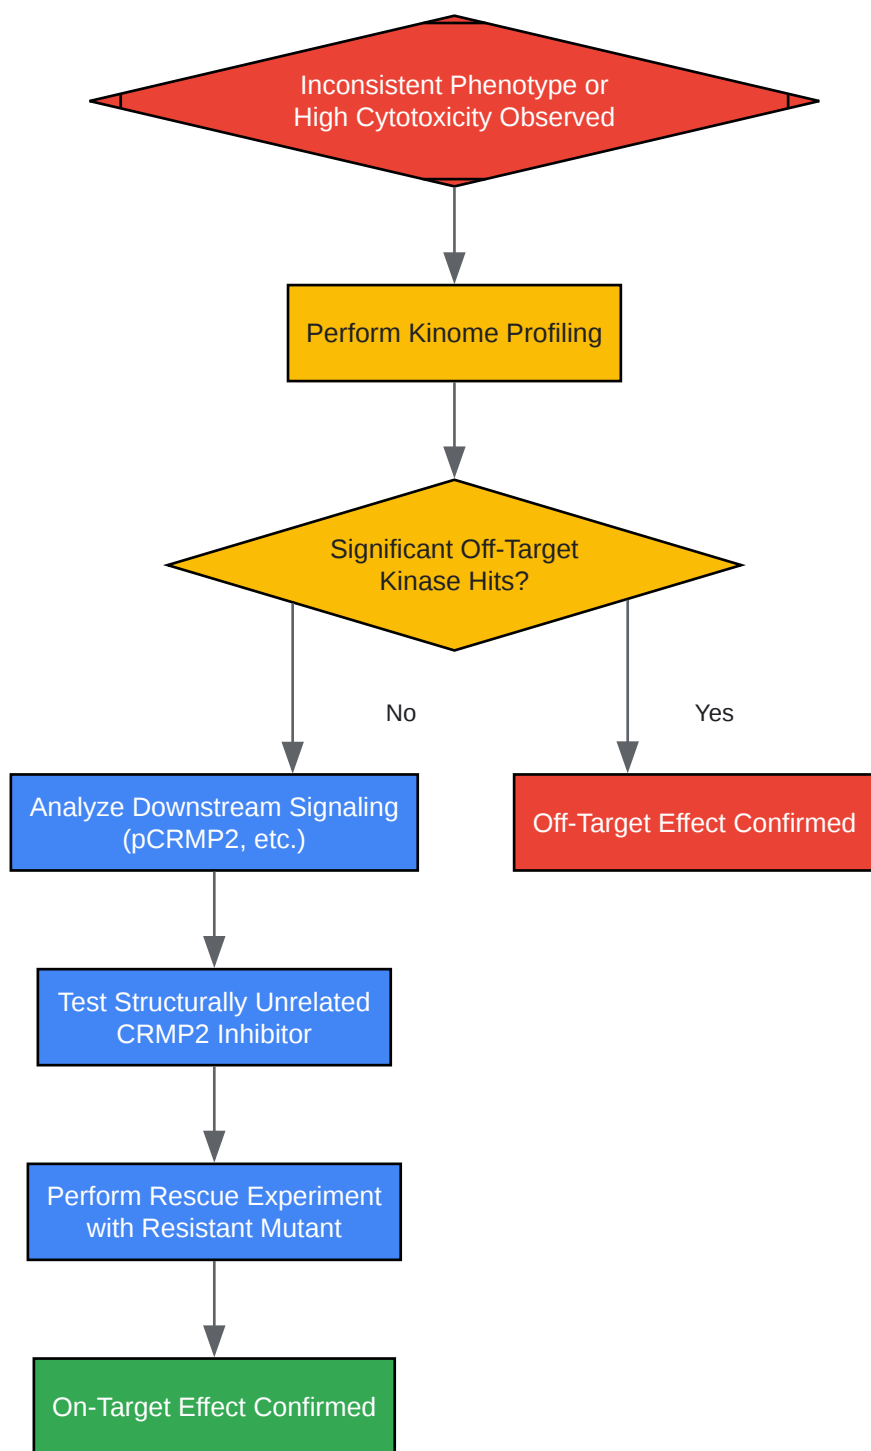 Inconsistent Phenotype or
High Cytotoxicity Observed
Perform Kinome Profiling
Significant Off-Target
Kinase Hits?
No
Yes
Analyze Downstream Signaling
(pCRMP2, etc.)
Off-Target Effect Confirmed
Test Structurally Unrelated
CRMP2 Inhibitor
Perform Rescue Experiment
with Resistant Mutant
On-Target Effect Confirmed